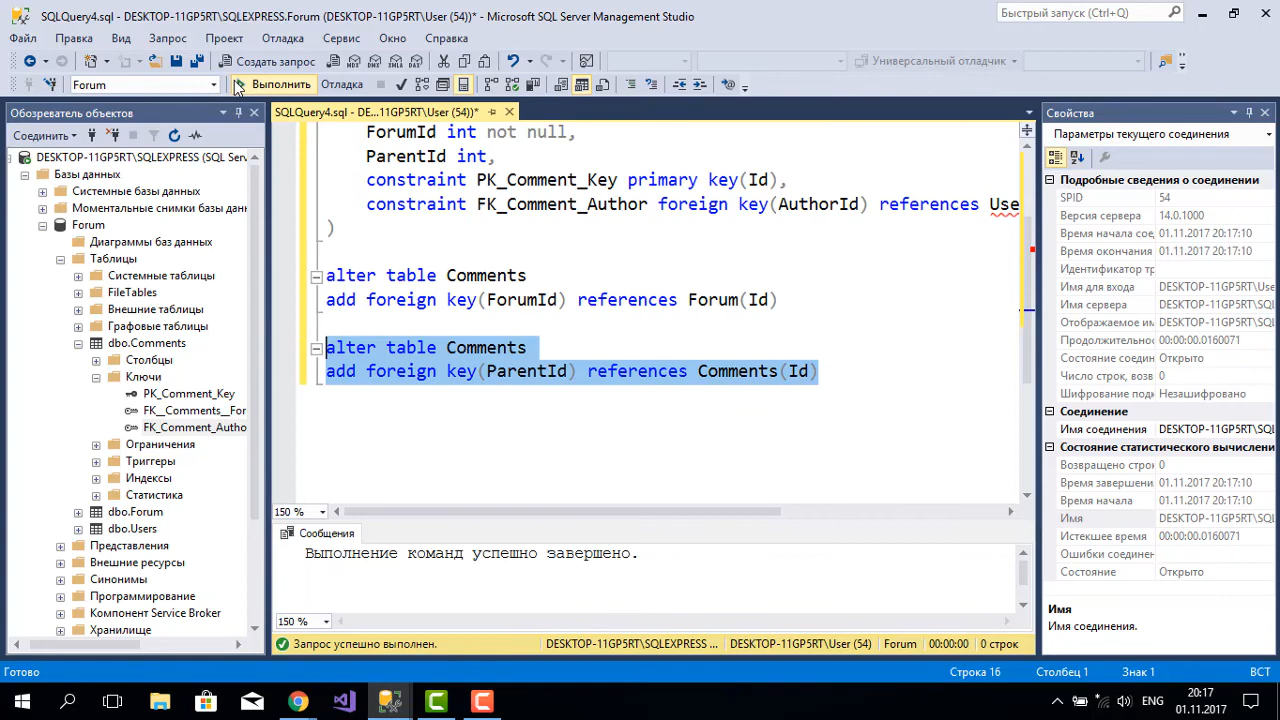 SQLQuery4.sql - DESKTOP-11GP5RT\SQLEXPRESS.Forum (DESKTOP-11GP5RT\User (54))* - Microsoft SQL Server Management Studio
Быстрый запуск (Ctrl+Q)
Файл Правка Вид Запрос Проект Отладка Сервис Окно Справка
Создать запрос
Универсальный отладчик
Forum
Выполнить
Отладка
Обозреватель объектов
Соединить
DESKTOP-11GP5RT\SQLEXPRESS (SQL Serv
Базы данных
Системные базы данных
Моментальные снимки базы данн
Forum
Диаграммы баз данных
Таблицы
Системные таблицы
FileTables
Внешние таблицы
Графовые таблицы
dbo.Comments
Столбцы
Ключи
PK_Comment_Key
FK__Comments__For
FK_Comment_Autho
Ограничения
Триггеры
Индексы
Статистика
dbo.Forum
dbo.Users
Представления
Внешние ресурсы
Синонимы
Программирование
Компонент Service Broker
Хранилище
SQLQuery4.sql - DE...11GP5RT\User (54))*
ForumId int not null,
ParentId int,
constraint PK_Comment_Key primary key(Id),
constraint FK_Comment_Author foreign key(AuthorId) references Use
)
alter table Comments
add foreign key(ForumId) references Forum(Id)
alter table Comments
add foreign key(ParentId) references Comments(Id)
150 %
Сообщения
Выполнение команд успешно завершено.
150 %
Запрос успешно выполнен.
DESKTOP-11GP5RT\SQLEXPRESS ...
DESKTOP-11GP5RT\User (54)
Forum
00:00:00
0 строк
Свойства
Параметры текущего соединения
Подробные сведения о соединении
SPID 54
Версия сервера 14.0.1000
Время начала сое 01.11.2017 20:17:10
Время окончания 01.11.2017 20:17:10
Идентификатор тр
Имя для входа DESKTOP-11GP5RT\Use
Имя сервера DESKTOP-11GP5RT\SQL
Отображаемое им DESKTOP-11GP5RT\SQL
Продолжительнос 00:00:00.0160071
Состояние соедин Открыто
Число строк, возв 0
Шифрование подк Незашифровано
Соединение
Имя соединения DESKTOP-11GP5RT\SQL
Состояние статистического вычислени
Возвращено строк 0
Время завершени 01.11.2017 20:17:10
Время начала 01.11.2017 20:17:10
Имя DESKTOP-11GP5RT\SQL
Истекшее время 00:00:00.0160071
Ошибки соединен
Состояние Открыто
Имя
Имя соединения.
Готово
Строка 16
Столбец 1
Знак 1
ВСТ
ENG
20:17
01.11.2017